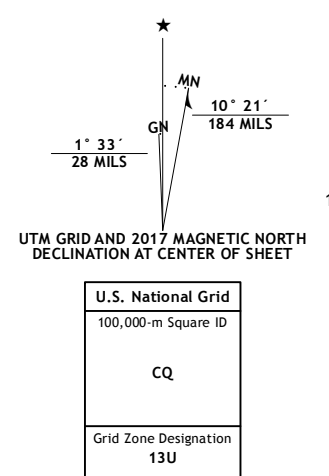 ★
MN
10° 21´
184 MILS
GN
1° 33´
28 MILS
1
UTM GRID AND 2017 MAGNETIC NORTH
DECLINATION AT CENTER OF SHEET
U.S. National Grid
100,000-m Square ID
CQ
Grid Zone Designation
13U